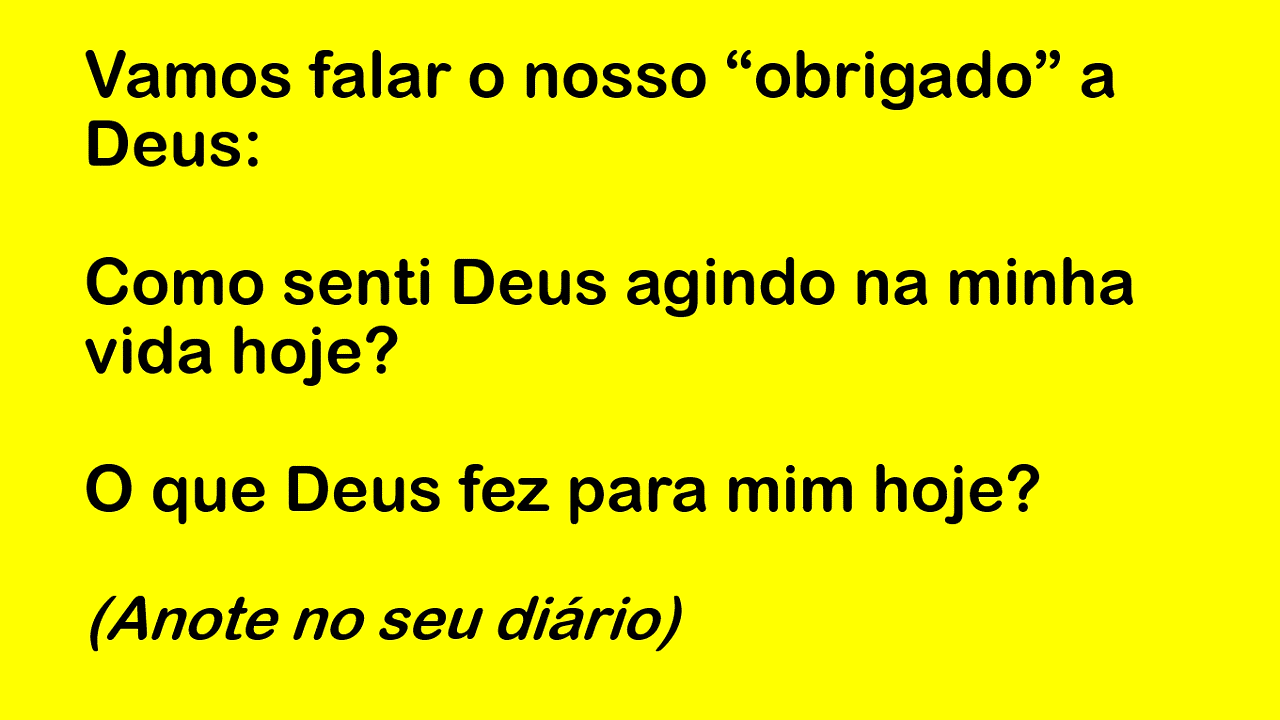 Vamos falar o nosso “obrigado” a
Deus:
Como senti Deus agindo na minha
vida hoje?
O que Deus fez para mim hoje?
(Anote no seu diário)